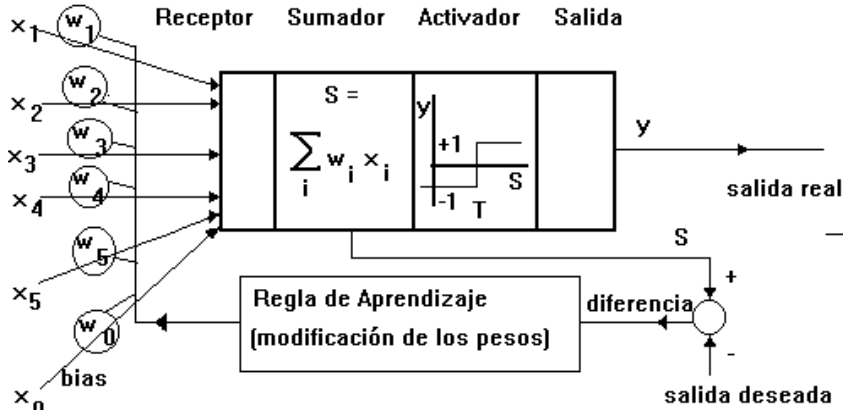 Receptor Sumador Activador Salida
x1 w1
x2 w2
x3 w3
x4 w4
x5 w5
x0 w0
bias
S =
∑ wi xi
i
y
+1
-1
T
S
y
salida real
S
+
-
diferencia
salida deseada
Regla de Aprendizaje
(modificación de los pesos)